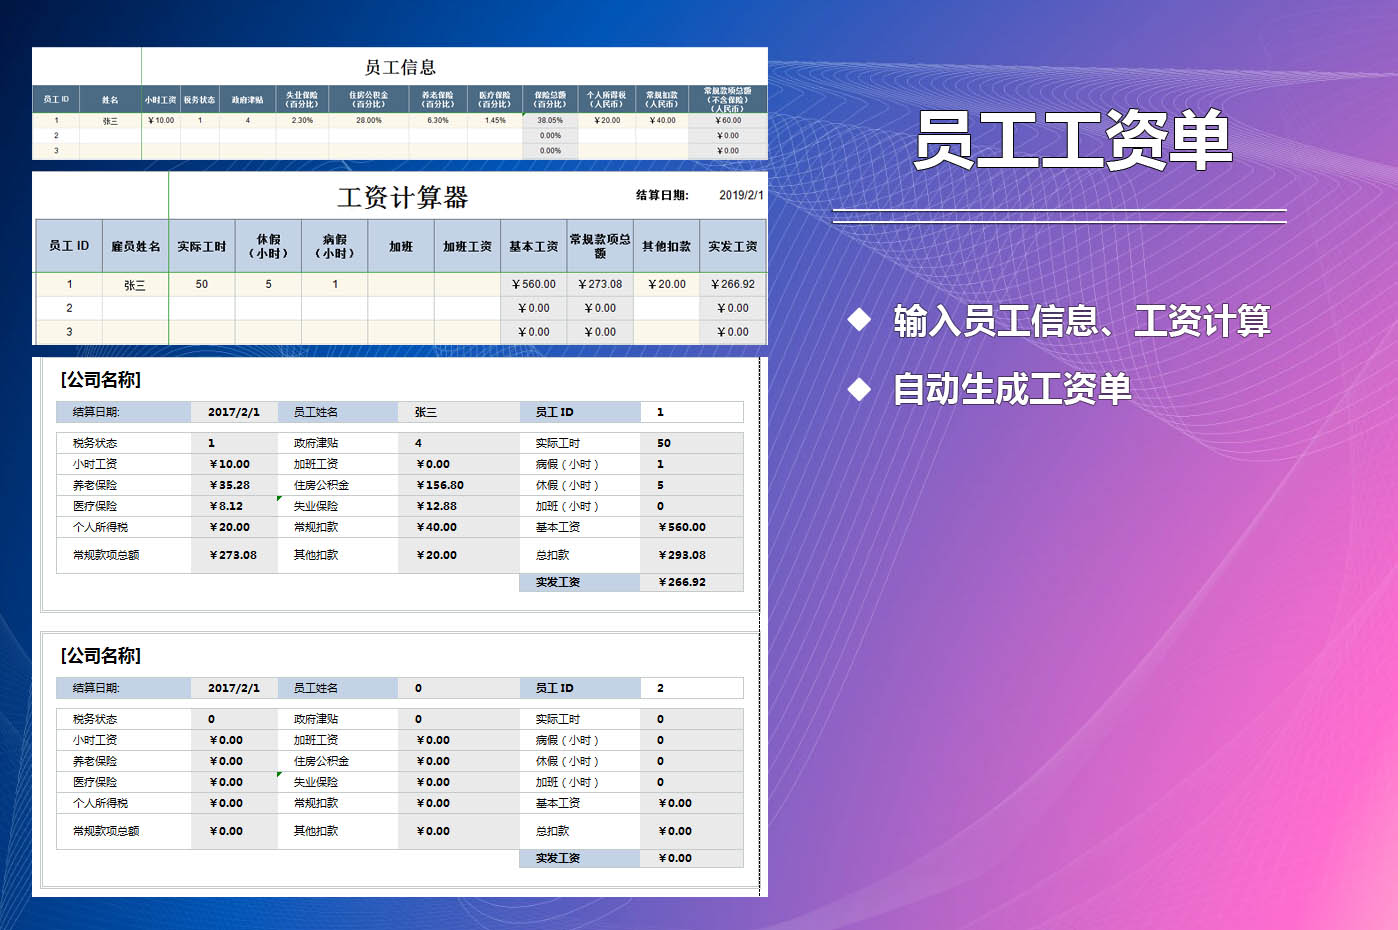 员工信息
员工 ID 姓名 小时工资 税务状态 政府津贴 失业保险（百分比） 住房公积金（百分比） 养老保险（百分比） 医疗保险（百分比） 保险总额（百分比） 个人所得税（人民币） 常规扣款（人民币） 常规款项总额（不含保险）（人民币）
1 张三 ￥10.00 1 4 2.30% 28.00% 6.30% 1.45% 38.05% ￥20.00 ￥40.00 ￥60.00
2 0.00% ￥0.00
3 0.00% ￥0.00
工资计算器 结算日期: 2019/2/1
员工 ID 雇员姓名 实际工时 休假（小时） 病假（小时） 加班 加班工资 基本工资 常规款项总额 其他扣款 实发工资
1 张三 50 5 1 ￥560.00 ￥273.08 ￥20.00 ￥266.92
2 ￥0.00 ￥0.00 ￥0.00
3 ￥0.00 ￥0.00 ￥0.00
[公司名称]
结算日期: 2017/2/1 员工姓名 张三 员工 ID 1
税务状态 1 政府津贴 4 实际工时 50
小时工资 ￥10.00 加班工资 ￥0.00 病假（小时） 1
养老保险 ￥35.28 住房公积金 ￥156.80 休假（小时） 5
医疗保险 ￥8.12 失业保险 ￥12.88 加班（小时） 0
个人所得税 ￥20.00 常规扣款 ￥40.00 基本工资 ￥560.00
常规款项总额 ￥273.08 其他扣款 ￥20.00 总扣款 ￥293.08
实发工资 ￥266.92
[公司名称]
结算日期: 2017/2/1 员工姓名 0 员工 ID 2
税务状态 0 政府津贴 0 实际工时 0
小时工资 ￥0.00 加班工资 ￥0.00 病假（小时） 0
养老保险 ￥0.00 住房公积金 ￥0.00 休假（小时） 0
医疗保险 ￥0.00 失业保险 ￥0.00 加班（小时） 0
个人所得税 ￥0.00 常规扣款 ￥0.00 基本工资 ￥0.00
常规款项总额 ￥0.00 其他扣款 ￥0.00 总扣款 ￥0.00
实发工资 ￥0.00
员工工资单
◆ 输入员工信息、工资计算
◆ 自动生成工资单